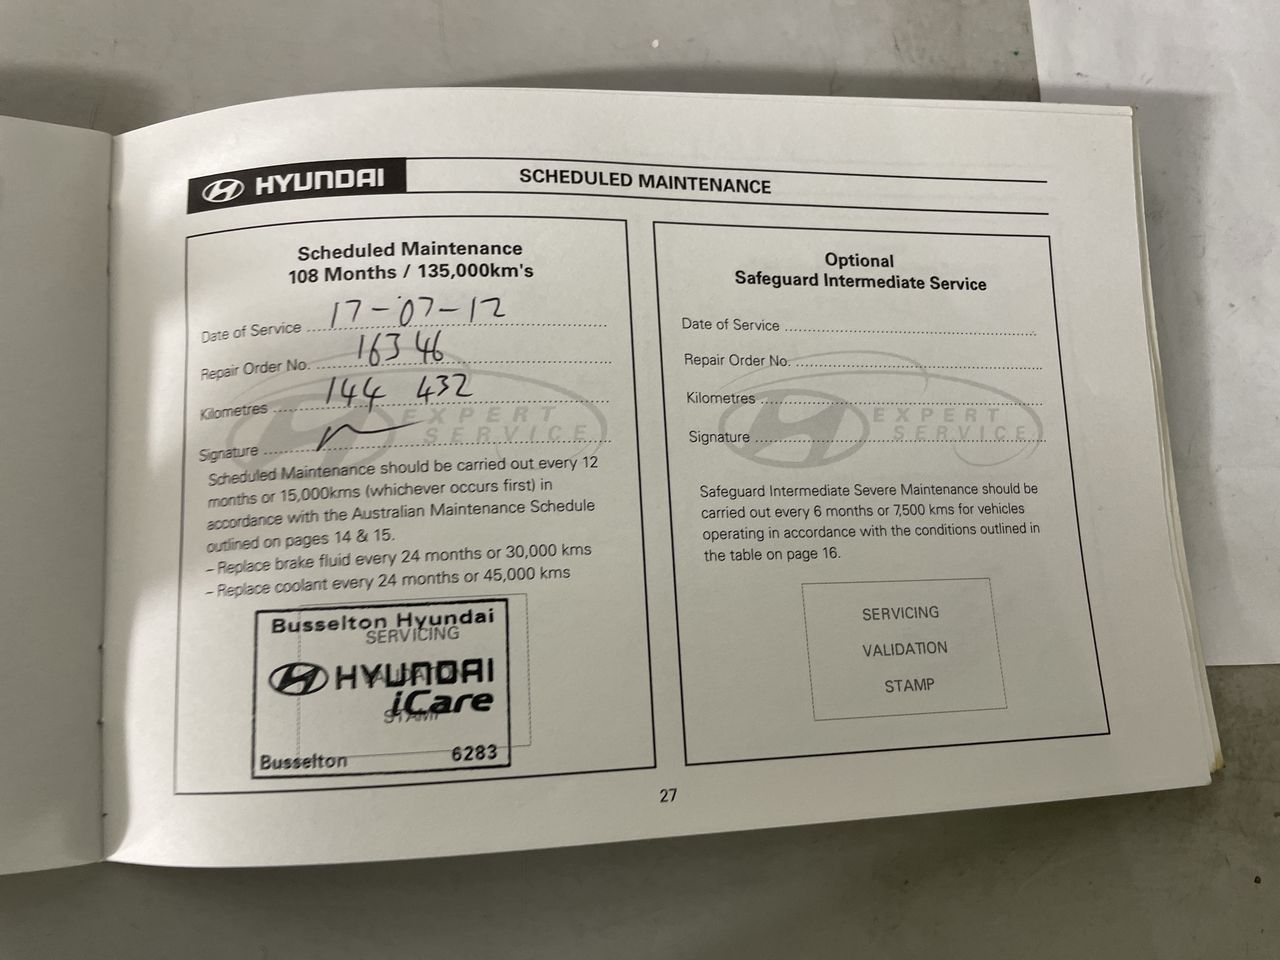 HYUNDAI
SCHEDULED MAINTENANCE
Scheduled Maintenance
108 Months / 135,000km's
Date of Service 17-07-12
Repair Order No. 16346
Kilometres 144 432
Signature
EXPERT
SERVICE
Scheduled Maintenance should be carried out every 12
months or 15,000kms (whichever occurs first) in
accordance with the Australian Maintenance Schedule
outlined on pages 14 & 15.
– Replace brake fluid every 24 months or 30,000 kms
– Replace coolant every 24 months or 45,000 kms
Busselton Hyundai
SERVICING
HYUNDAI
VALIDATION
iCare
STAMP
Busselton 6283
Optional
Safeguard Intermediate Service
Date of Service
Repair Order No.
Kilometres
Signature
EXPERT
SERVICE
Safeguard Intermediate Severe Maintenance should be
carried out every 6 months or 7,500 kms for vehicles
operating in accordance with the conditions outlined in
the table on page 16.
SERVICING
VALIDATION
STAMP
27